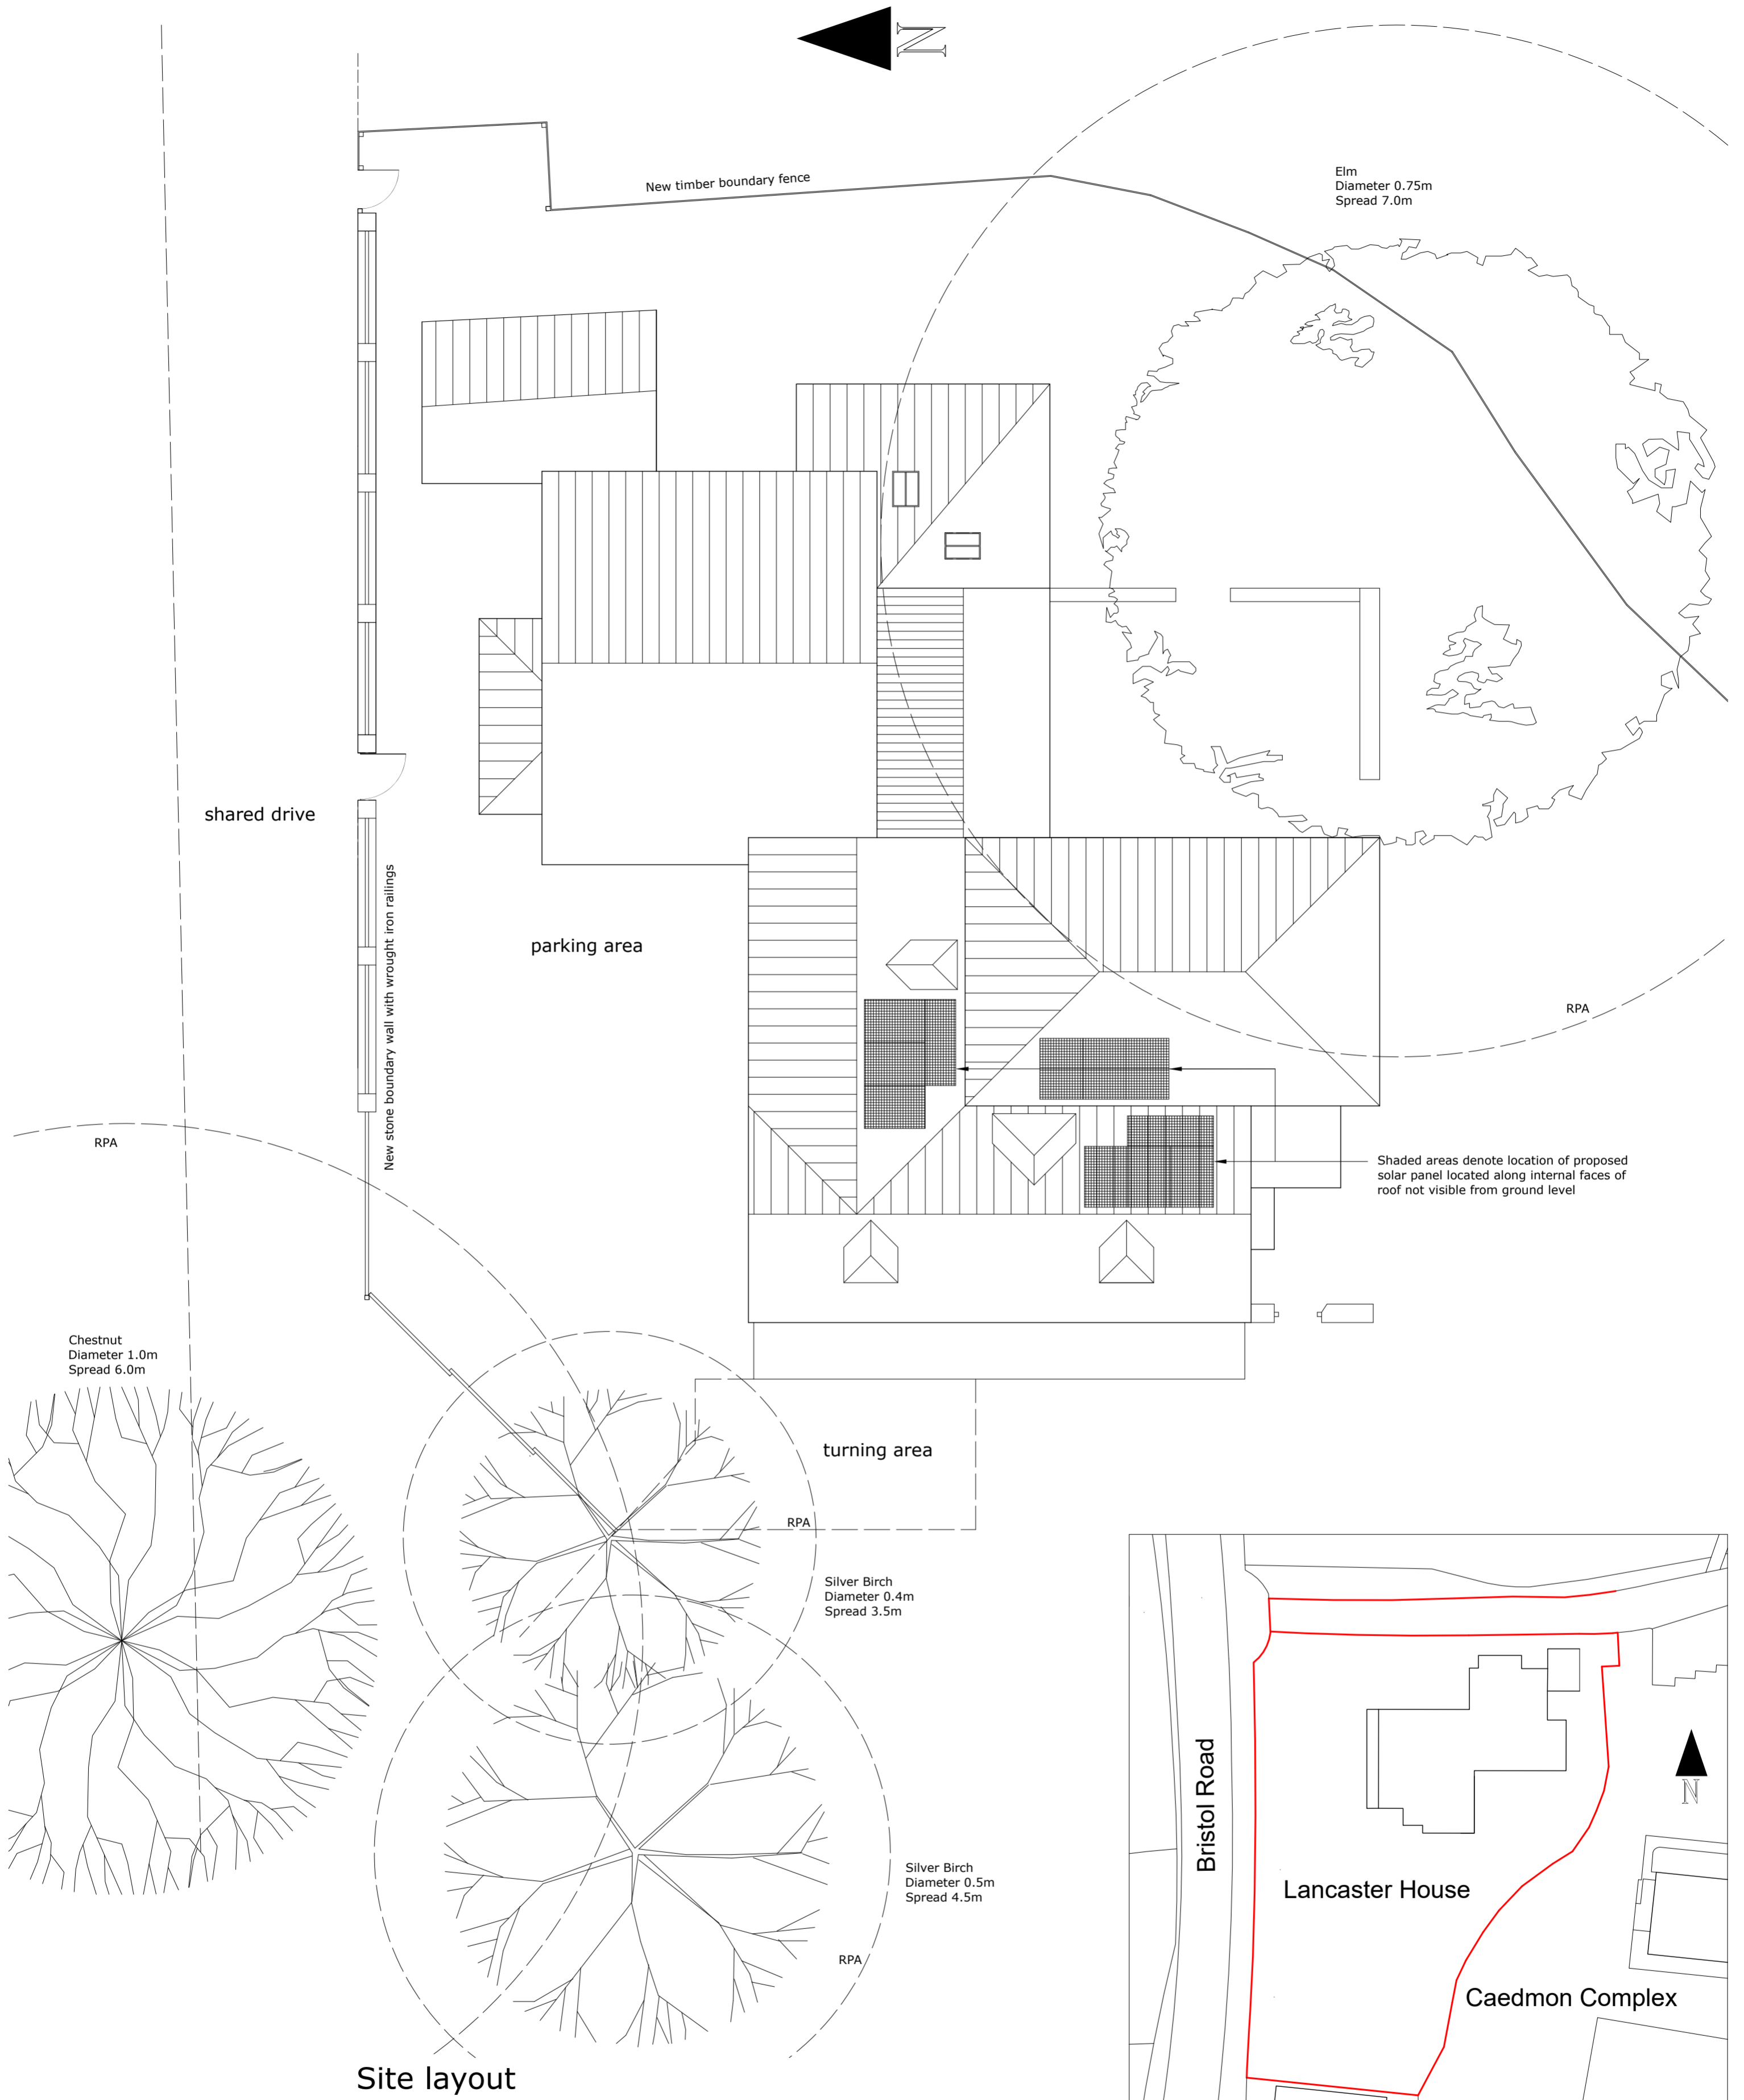 N
New timber boundary fence
Elm
Diameter 0.75m
Spread 7.0m
shared drive
New stone boundary wall with wrought iron railings
parking area
RPA
RPA
Shaded areas denote location of proposed
solar panel located along internal faces of
roof not visible from ground level
Chestnut
Diameter 1.0m
Spread 6.0m
turning area
RPA
Silver Birch
Diameter 0.4m
Spread 3.5m
Silver Birch
Diameter 0.5m
Spread 4.5m
RPA
Site layout
Bristol Road
N
Lancaster House
Caedmon Complex